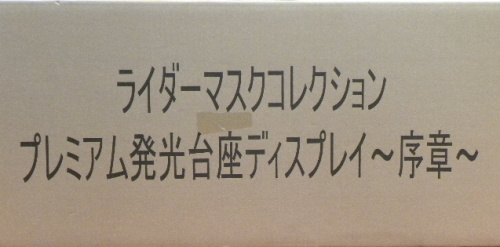 ライダーマスクコレクション
プレミアム発光台座ディスプレイ～序章～